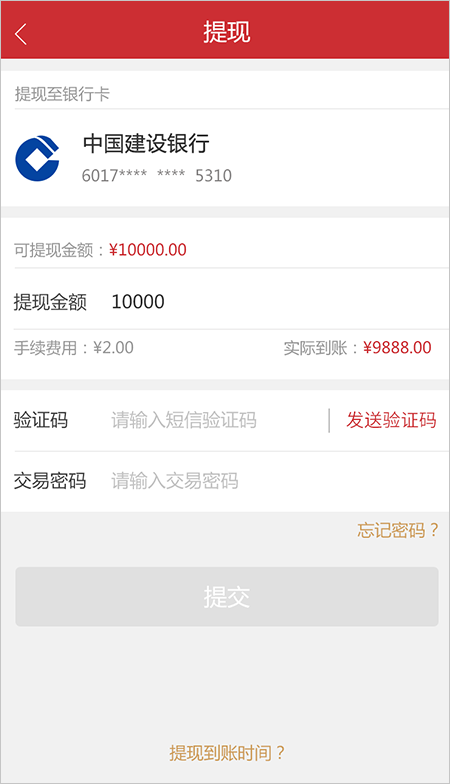 提现
提现至银行卡
中国建设银行
6017**** **** 5310
可提现金额：¥10000.00
提现金额 10000
手续费用：¥2.00 实际到账：¥9888.00
验证码 请输入短信验证码 发送验证码
交易密码 请输入交易密码
忘记密码？
提交
提现到账时间？